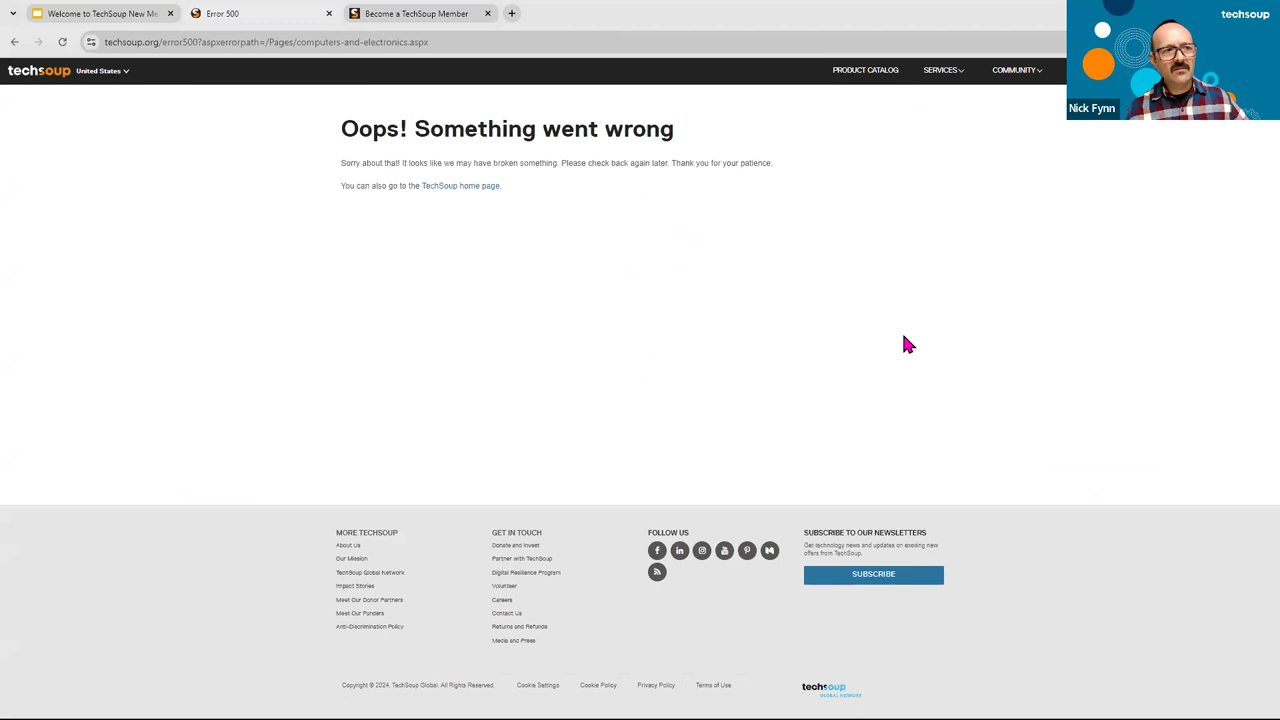 Welcome to TechSoup New Me
Error 500
Become a TechSoup Member
techsoup.org/error500?aspxerrorpath=/Pages/computers-and-electronics.aspx
techsoup United States
PRODUCT CATALOG
SERVICES
COMMUNITY
techsoup
Nick Fynn
Oops! Something went wrong
Sorry about that! It looks like we may have broken something. Please check back again later. Thank you for your patience.
You can also go to the TechSoup home page.
MORE TECHSOUP
About Us
Our Mission
TechSoup Global Network
Impact Stories
Meet Our Donor Partners
Meet Our Funders
Anti-Discrimination Policy
GET IN TOUCH
Donate and Invest
Partner with TechSoup
Digital Resilience Program
Volunteer
Careers
Contact Us
Returns and Refunds
Media and Press
FOLLOW US
SUBSCRIBE TO OUR NEWSLETTERS
Get technology news and updates on exciting new
offers from TechSoup.
SUBSCRIBE
Copyright © 2024, TechSoup Global. All Rights Reserved.
Cookie Settings
Cookie Policy
Privacy Policy
Terms of Use
techsoup
GLOBAL NETWORK